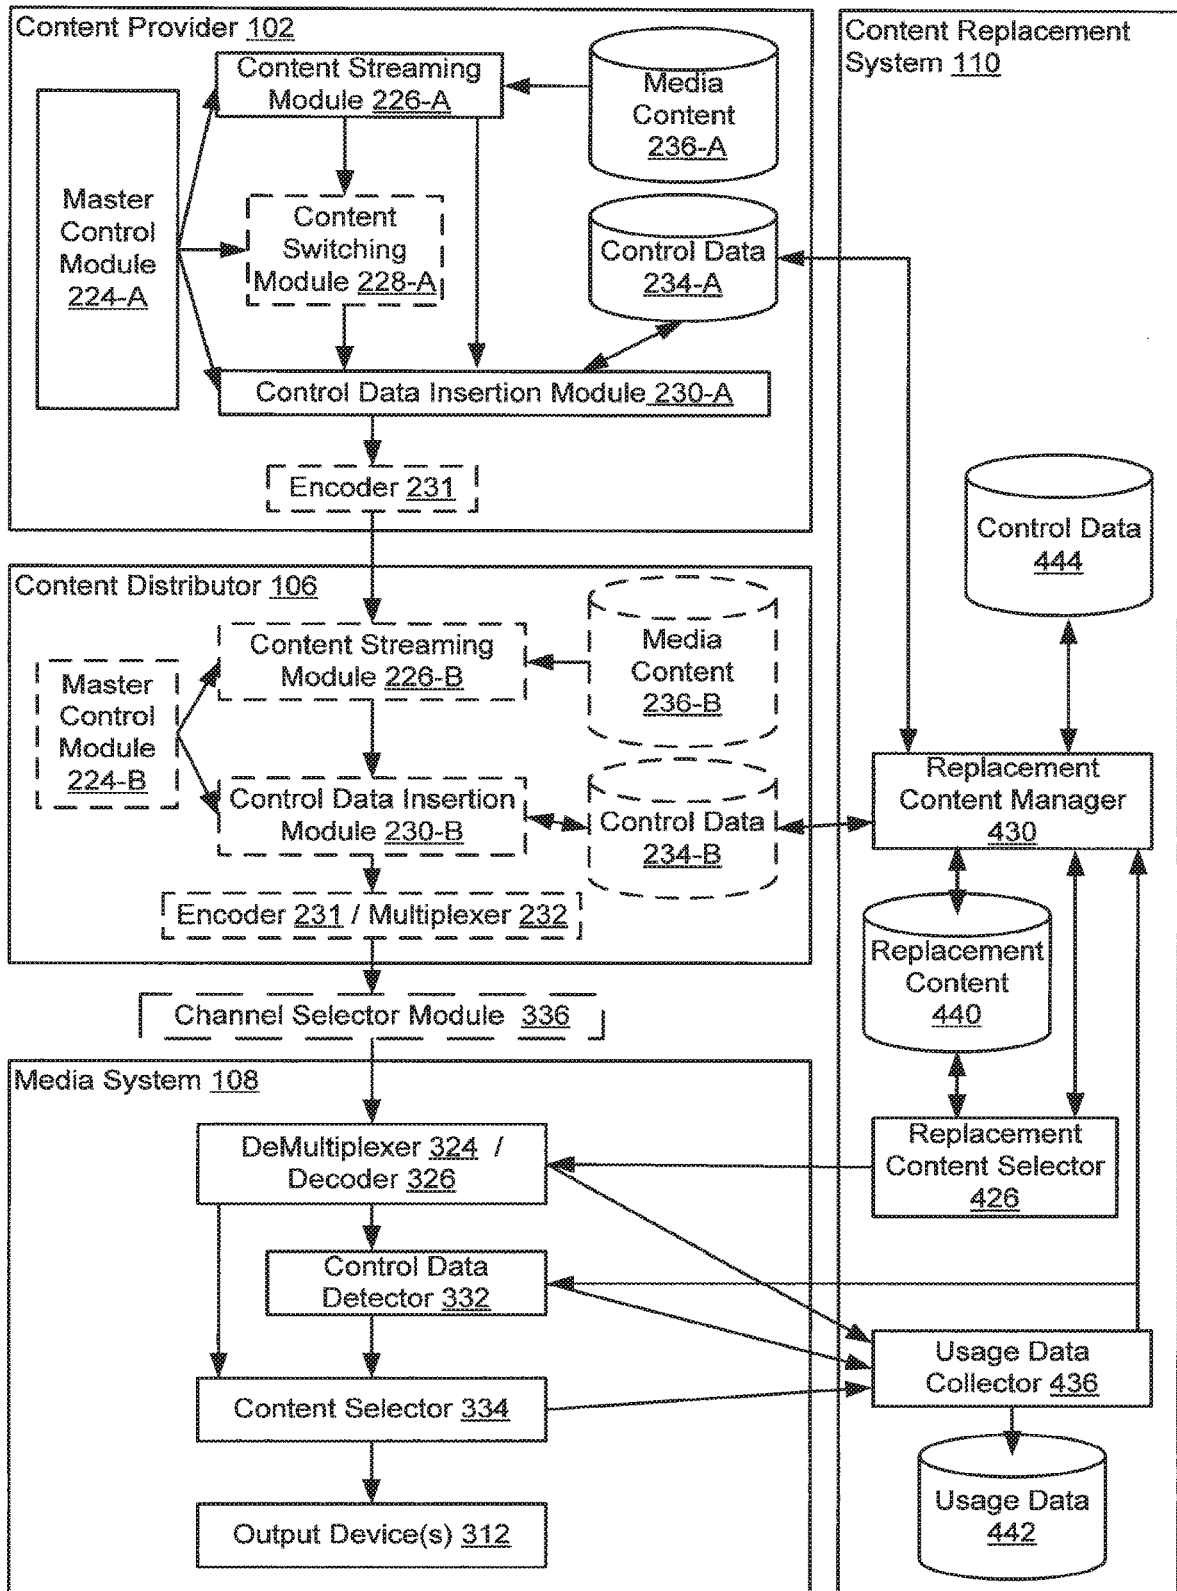 Content Provider 102
Content Streaming
Module 226-A
Media
Content
236-A
Master
Control
Module
224-A
Content
Switching
Module 228-A
Control Data
234-A
Control Data Insertion Module 230-A
Encoder 231
Content Distributor 106
Content Streaming
Module 226-B
Media
Content
236-B
Master
Control
Module
224-B
Control Data Insertion
Module 230-B
Control Data
234-B
Encoder 231 / Multiplexer 232
Channel Selector Module 336
Media System 108
DeMultiplexer 324 /
Decoder 326
Control Data
Detector 332
Content Selector 334
Output Device(s) 312
Content Replacement
System 110
Control Data
444
Replacement
Content Manager
430
Replacement
Content
440
Replacement
Content Selector
426
Usage Data
Collector 436
Usage Data
442